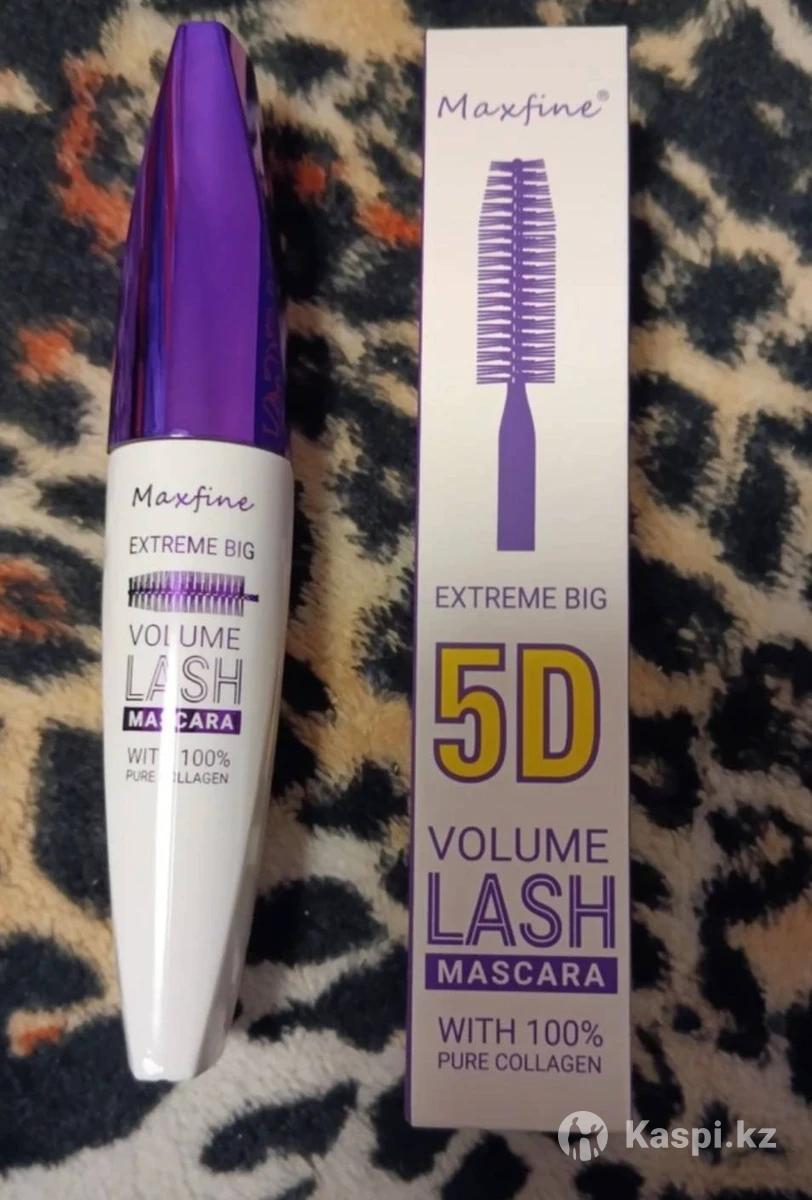 Maxfine
EXTREME BIG
VOLUME
LASH
MASCARA
WITH 100%
PURE COLLAGEN
Maxfine®
EXTREME BIG
5D
VOLUME
LASH
MASCARA
WITH 100%
PURE COLLAGEN
Kaspi.kz